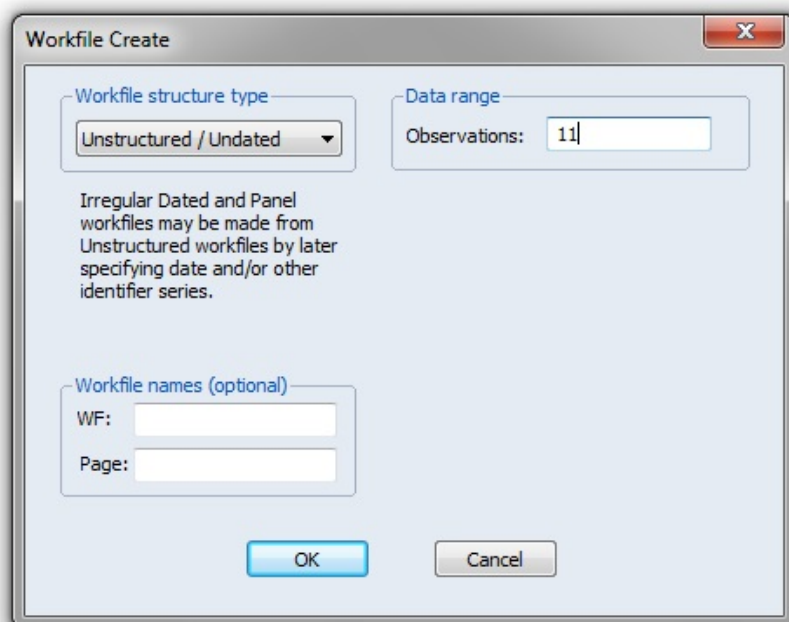 Workfile Create
Workfile structure type
Unstructured / Undated
Irregular Dated and Panel
workfiles may be made from
Unstructured workfiles by later
specifying date and/or other
identifier series.
Data range
Observations: 11
Workfile names (optional)
WF:
Page:
OK
Cancel